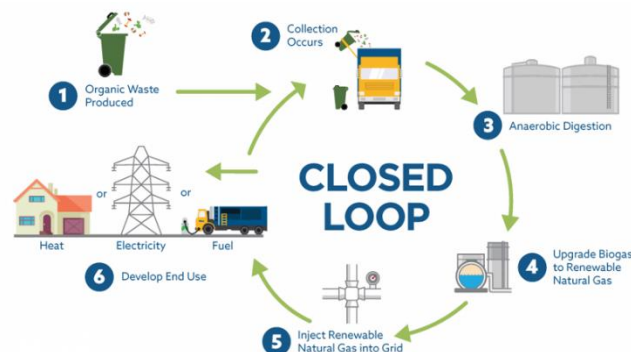 1 Organic Waste
Produced
2 Collection
Occurs
3 Anaerobic Digestion
CLOSED
LOOP
4 Upgrade Biogas
to Renewable
Natural Gas
5 Inject Renewable
Natural Gas into Grid
or
or
Heat
Electricity
Fuel
6 Develop End Use